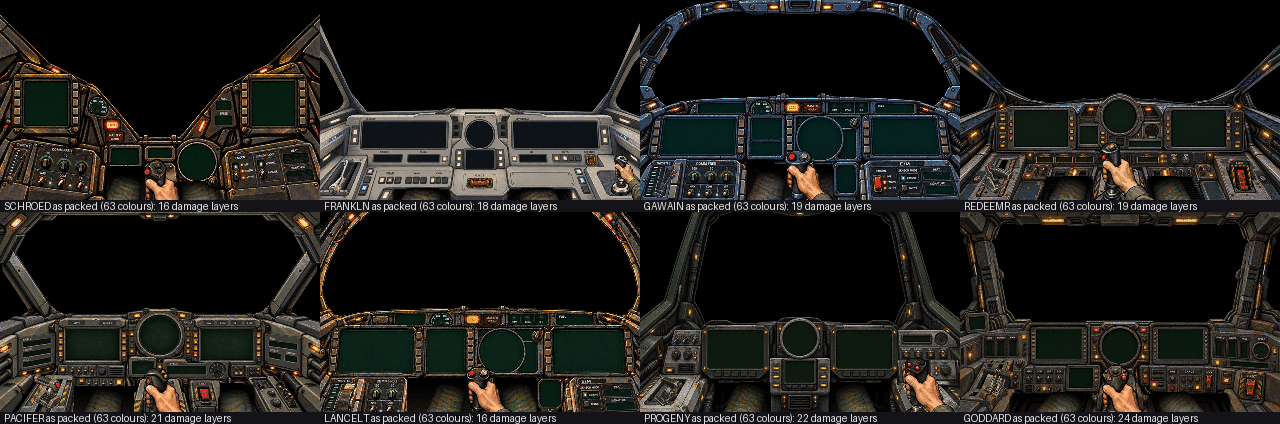 SCHROED as packed (63 colours): 16 damage layers
FRANKLN as packed (63 colours): 18 damage layers
GAWAIN as packed (63 colours): 19 damage layers
REDEEMR as packed (63 colours): 19 damage layers
PACIFER as packed (63 colours): 21 damage layers
LANCELT as packed (63 colours): 16 damage layers
PROGENY as packed (63 colours): 22 damage layers
GODDARD as packed (63 colours): 24 damage layers